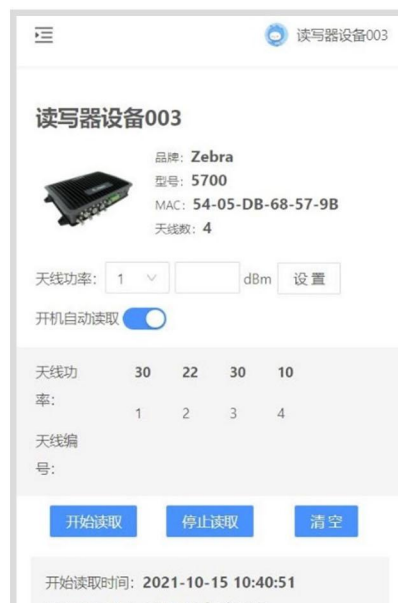 读写器设备003
读写器设备003
品牌: Zebra
型号: 5700
MAC: 54-05-DB-68-57-9B
天线数: 4
天线功率: 1 dBm 设置
开机自动读取
天线功率: 30 22 30 10
天线编号: 1 2 3 4
开始读取 停止读取 清空
开始读取时间: 2021-10-15 10:40:51